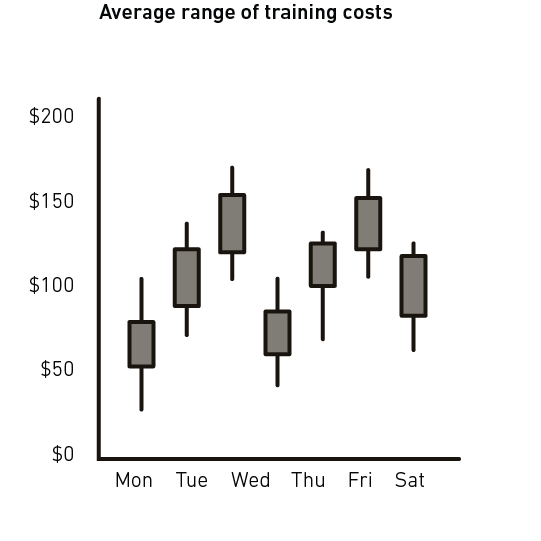 Average range of training costs
$200
$150
$100
$50
$0
Mon Tue Wed Thu Fri Sat